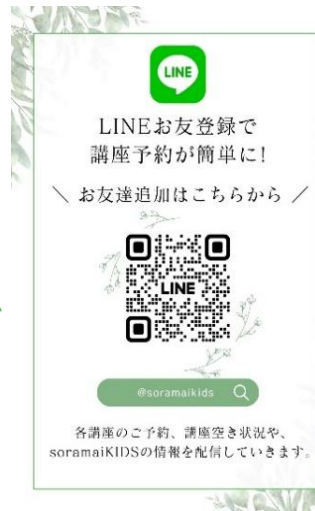 LINE
LINEお友登録で
講座予約が簡単に!
＼ お友達追加はこちらから ／
LINE
@soramaikids
各講座のご予約、講座空き状況や、
soramaiKIDSの情報を配信していきます。